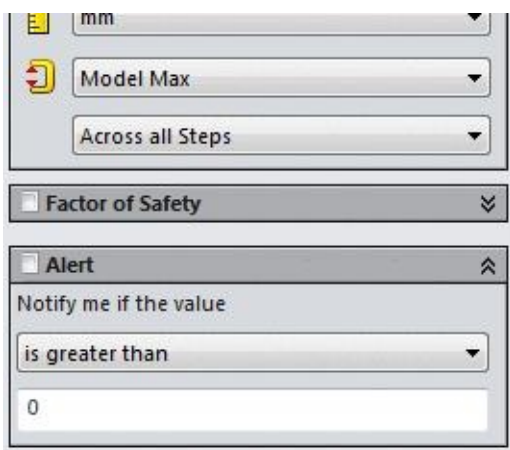 mm
Model Max
Across all Steps
Factor of Safety
Alert
Notify me if the value
is greater than
0